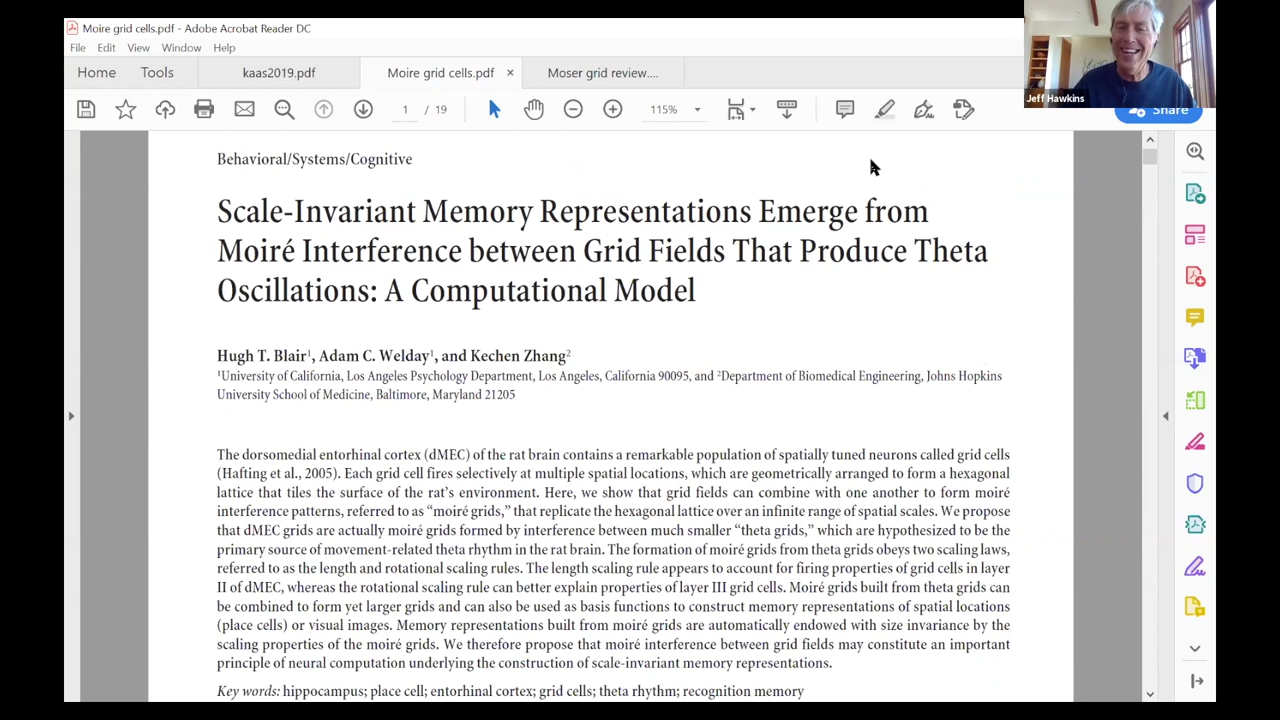 Moire grid cells.pdf - Adobe Acrobat Reader DC
File Edit View Window Help
Home Tools kaas2019.pdf Moire grid cells.pdf × Moser grid review....
Jeff Hawkins
1 / 19 115% Share
Behavioral/Systems/Cognitive
Scale-Invariant Memory Representations Emerge from
Moiré Interference between Grid Fields That Produce Theta
Oscillations: A Computational Model
Hugh T. Blair1, Adam C. Welday1, and Kechen Zhang2
1University of California, Los Angeles Psychology Department, Los Angeles, California 90095, and 2Department of Biomedical Engineering, Johns Hopkins
University School of Medicine, Baltimore, Maryland 21205
The dorsomedial entorhinal cortex (dMEC) of the rat brain contains a remarkable population of spatially tuned neurons called grid cells
(Hafting et al., 2005). Each grid cell fires selectively at multiple spatial locations, which are geometrically arranged to form a hexagonal
lattice that tiles the surface of the rat's environment. Here, we show that grid fields can combine with one another to form moiré
interference patterns, referred to as “moiré grids,” that replicate the hexagonal lattice over an infinite range of spatial scales. We propose
that dMEC grids are actually moiré grids formed by interference between much smaller “theta grids,” which are hypothesized to be the
primary source of movement-related theta rhythm in the rat brain. The formation of moiré grids from theta grids obeys two scaling laws,
referred to as the length and rotational scaling rules. The length scaling rule appears to account for firing properties of grid cells in layer
II of dMEC, whereas the rotational scaling rule can better explain properties of layer III grid cells. Moiré grids built from theta grids can
be combined to form yet larger grids and can also be used as basis functions to construct memory representations of spatial locations
(place cells) or visual images. Memory representations built from moiré grids are automatically endowed with size invariance by the
scaling properties of the moiré grids. We therefore propose that moiré interference between grid fields may constitute an important
principle of neural computation underlying the construction of scale-invariant memory representations.
Key words: hippocampus; place cell; entorhinal cortex; grid cells; theta rhythm; recognition memory